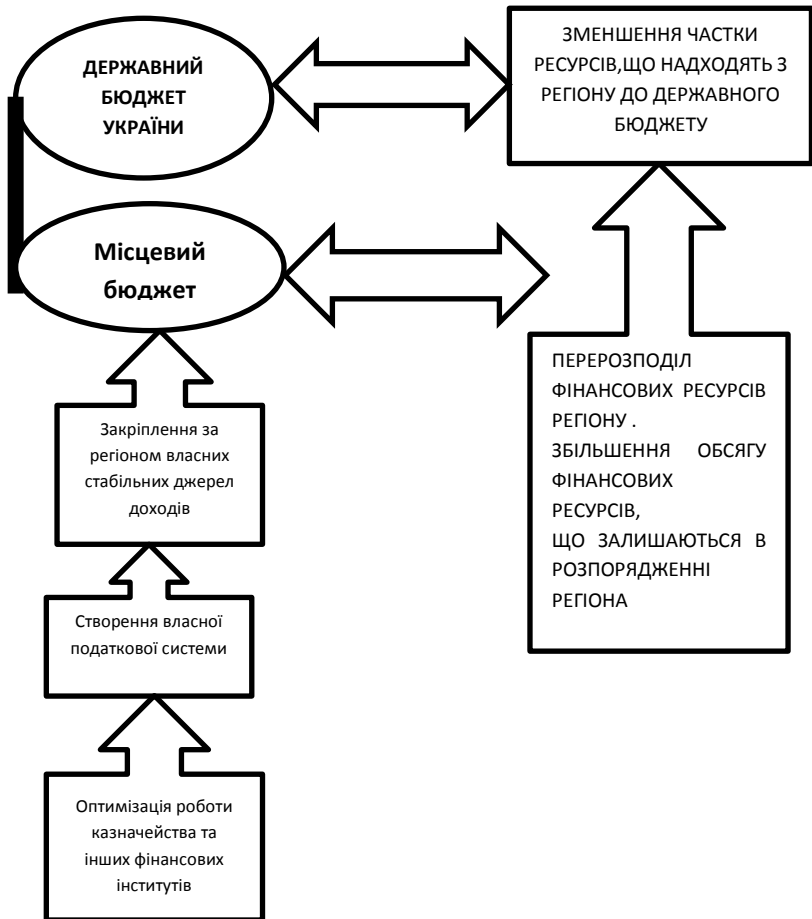 ДЕРЖАВНИЙ
БЮДЖЕТ
УКРАЇНИ
ЗМЕНШЕННЯ ЧАСТКИ
РЕСУРСІВ,ЩО НАДХОДЯТЬ З
РЕГІОНУ ДО ДЕРЖАВНОГО
БЮДЖЕТУ
Місцевий
бюджет
ПЕРЕРОЗПОДІЛ
ФІНАНСОВИХ РЕСУРСІВ
РЕГІОНУ .
ЗБІЛЬШЕННЯ ОБСЯГУ
ФІНАНСОВИХ
РЕСУРСІВ,
ЩО ЗАЛИШАЮТЬСЯ В
РОЗПОРЯДЖЕННІ
РЕГІОНА
Закріплення за
регіоном власних
стабільних джерел
доходів
Створення власної
податкової системи
Оптимізація роботи
казначейства та
інших фінансових
інститутів